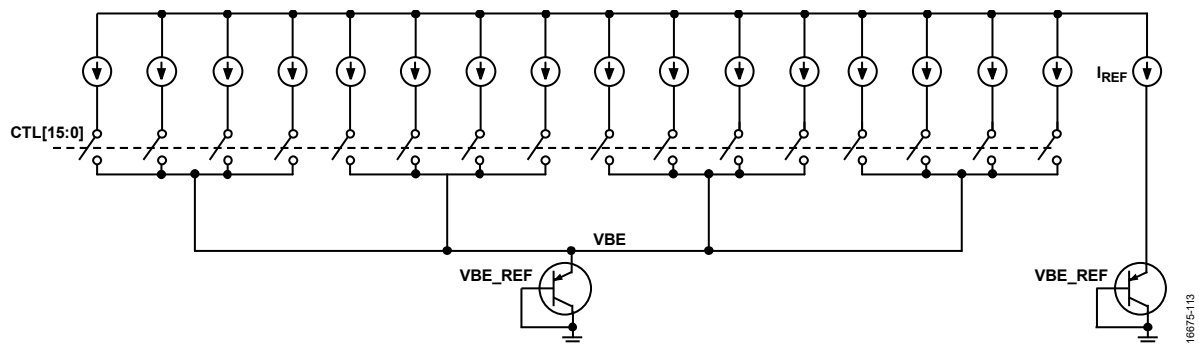 I_REF
CTL[15:0]
VBE
VBE_REF
VBE_REF
16675-113